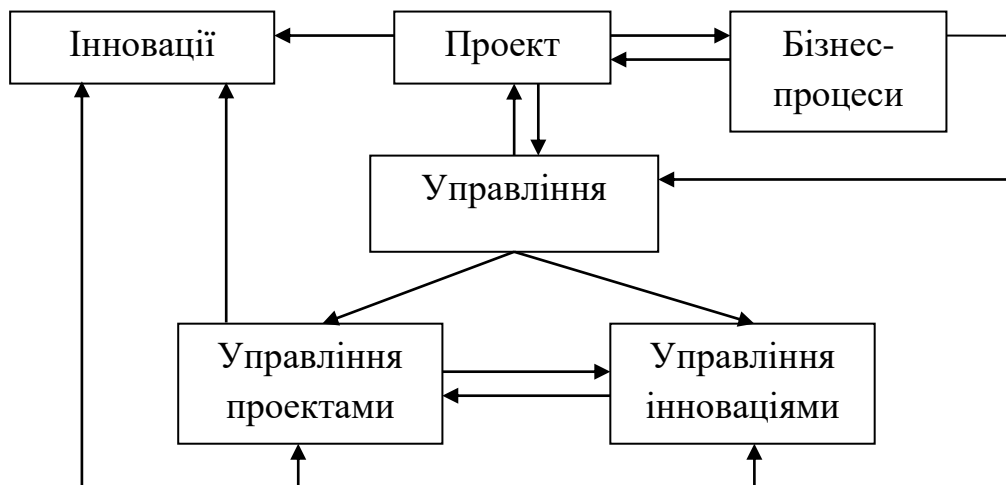 Інновації
Проект
Бізнес-
процеси
Управління
Управління
проектами
Управління
інноваціями